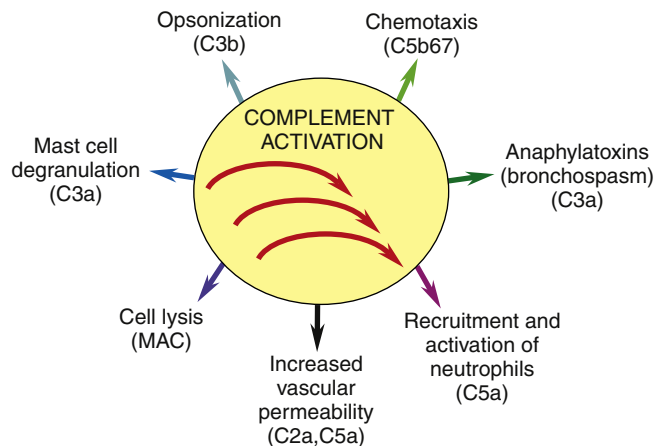 Opsonization
(C3b)
Chemotaxis
(C5b67)
COMPLEMENT
ACTIVATION
Mast cell
degranulation
(C3a)
Anaphylatoxins
(bronchospasm)
(C3a)
Cell lysis
(MAC)
Increased
vascular
permeability
(C2a,C5a)
Recruitment and
activation of
neutrophils
(C5a)